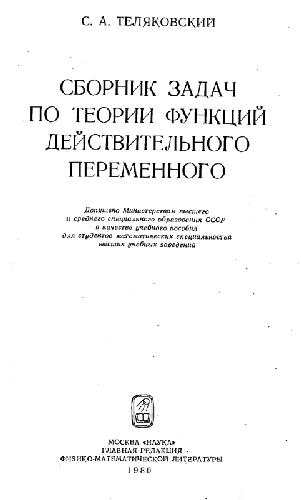 С. А. ТЕЛЯКОВСКИЙ
СБОРНИК ЗАДАЧ
ПО ТЕОРИИ ФУНКЦИЙ
ДЕЙСТВИТЕЛЬНОГО
ПЕРЕМЕННОГО
Допущено Министерством высшего
и среднего специального образования СССР
в качестве учебного пособия
для студентов математических специальностей
высших учебных заведений
МОСКВА «НАУКА»
ГЛАВНАЯ РЕДАКЦИЯ
ФИЗИКО-МАТЕМАТИЧЕСКОЙ ЛИТЕРАТУРЫ
1980